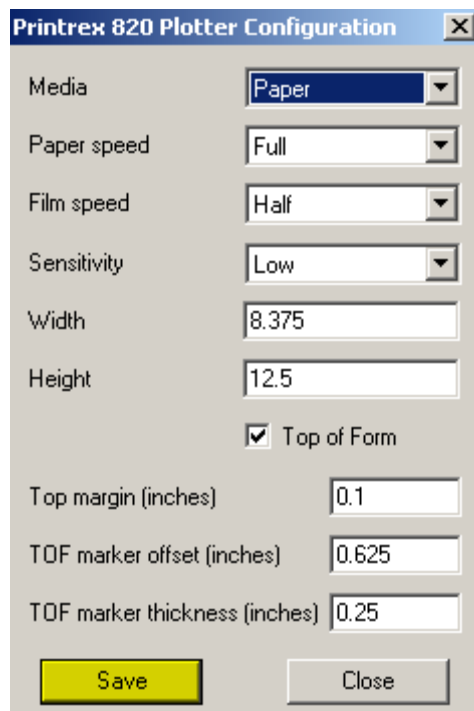 Printrex 820 Plotter Configuration
Media Paper
Paper speed Full
Film speed Half
Sensitivity Low
Width 8.375
Height 12.5
Top of Form
Top margin (inches) 0.1
TOF marker offset (inches) 0.625
TOF marker thickness (inches) 0.25
Save Close